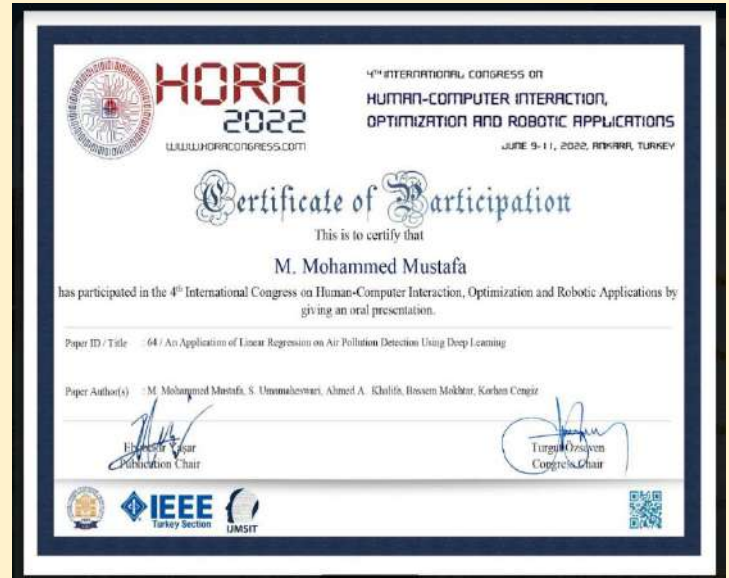 HORA
2022
WWW.HORACONGRESS.COM
4TH INTERNATIONAL CONGRESS ON
HUMAN-COMPUTER INTERACTION,
OPTIMIZATION AND ROBOTIC APPLICATIONS
JUNE 9-11, 2022, ANKARA, TURKEY
Certificate of Participation
This is to certify that
M. Mohammed Mustafa
has participated in the 4th International Congress on Human-Computer Interaction, Optimization and Robotic Applications by
giving an oral presentation.
Paper ID / Title : 64 / An Application of Linear Regression on Air Pollution Detection Using Deep Learning
Paper Author(s) : M. Mohammed Mustafa, S. Umamaheswari, Ahmed A. Khalifa, Bassem Mokhtar, Korhan Cengiz
Yaşar
Publication Chair
Turgut Özseven
Congress Chair
IEEE
Turkey Section
IJMSIT